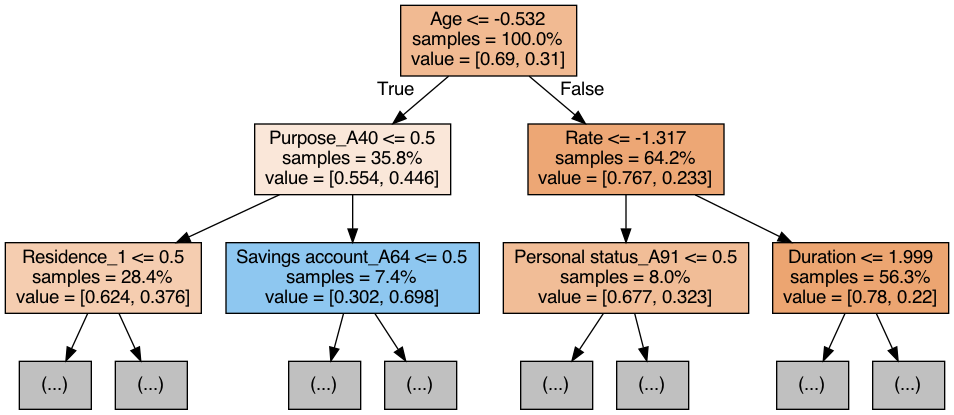 Age <= -0.532
samples = 100.0%
value = [0.69, 0.31]
True
False
Purpose_A40 <= 0.5
samples = 35.8%
value = [0.554, 0.446]
Rate <= -1.317
samples = 64.2%
value = [0.767, 0.233]
Residence_1 <= 0.5
samples = 28.4%
value = [0.624, 0.376]
Savings account_A64 <= 0.5
samples = 7.4%
value = [0.302, 0.698]
Personal status_A91 <= 0.5
samples = 8.0%
value = [0.677, 0.323]
Duration <= 1.999
samples = 56.3%
value = [0.78, 0.22]
(...)
(...)
(...)
(...)
(...)
(...)
(...)
(...)